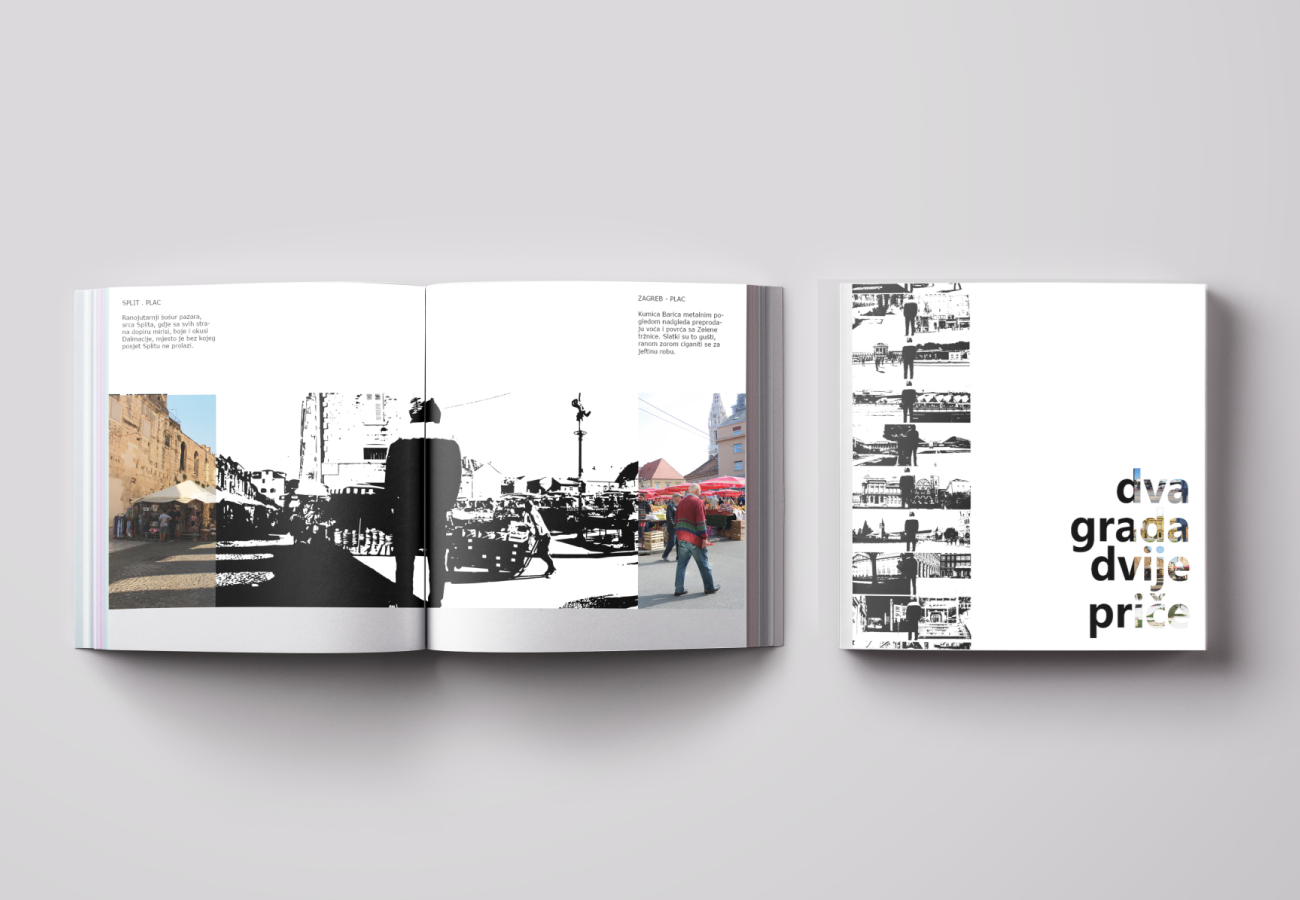 SPLIT . PLAC
Ranojutarnji šošur pazara,
srca Splita, gdje sa svih stra-
na dopiru mirisi, boje i okusi
Dalmacije, mjesto je bez kojeg
posjet Splitu ne prolazi.
ZAGREB - PLAC
Kumica Barica metalnim po-
gledom nadgleda preproda-
ju voća i povrća sa Zelene
tržnice. Slatki su to gušti,
ranom zorom ciganiti se za
jeftinu robu.
dva
grada
dvije
priče